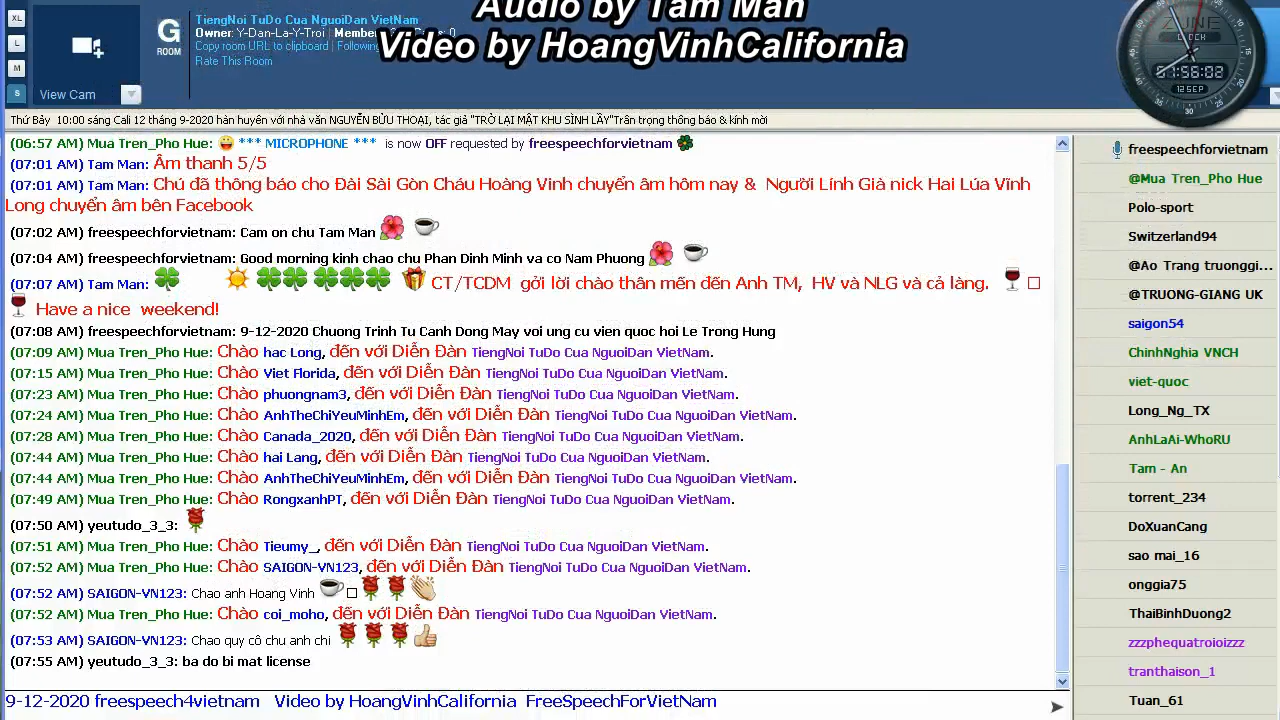 Audio by Tam Man
Video by HoangVinhCalifornia
XL
L
M
S
View Cam
G
ROOM
TiengNoi TuDo Cua NguoiDan VietNam
Owner: Y-Dan-La-Y-Troi | Members
Copy room URL to clipboard | Following
Rate This Room
CLOCK
07:56:02
12 SEP
Thứ Bảy 10:00 sáng Cali 12 tháng 9-2020 hàn huyên với nhà văn NGUYỄN BỬU THOẠI, tác giả "TRỞ LẠI MẬT KHU SÌNH LẦY"Trân trọng thông báo & kính mời
(06:57 AM) Mua Tren_Pho Hue: *** MICROPHONE *** is now OFF requested by freespeechforvietnam
(07:01 AM) Tam Man: Âm thanh 5/5
(07:01 AM) Tam Man: Chú đã thông báo cho Đài Sài Gòn Cháu Hoàng Vinh chuyển âm hôm nay & Người Lính Già nick Hai Lúa Vĩnh
Long chuyển âm bên Facebook
(07:02 AM) freespeechforvietnam: Cam on chu Tam Man
(07:04 AM) freespeechforvietnam: Good morning kinh chao chu Phan Dinh Minh va co Nam Phuong
(07:07 AM) Tam Man: CT/TCDM gởi lời chào thân mến đến Anh TM, HV và NLG và cả làng.
Have a nice weekend!
(07:08 AM) freespeechforvietnam: 9-12-2020 Chuong Trinh Tu Canh Dong May voi ung cu vien quoc hoi Le Trong Hung
(07:09 AM) Mua Tren_Pho Hue: Chào hac Long, đến với Diễn Đàn TiengNoi TuDo Cua NguoiDan VietNam.
(07:15 AM) Mua Tren_Pho Hue: Chào Viet Florida, đến với Diễn Đàn TiengNoi TuDo Cua NguoiDan VietNam.
(07:23 AM) Mua Tren_Pho Hue: Chào phuongnam3, đến với Diễn Đàn TiengNoi TuDo Cua NguoiDan VietNam.
(07:24 AM) Mua Tren_Pho Hue: Chào AnhTheChiYeuMinhEm, đến với Diễn Đàn TiengNoi TuDo Cua NguoiDan VietNam.
(07:28 AM) Mua Tren_Pho Hue: Chào Canada_2020, đến với Diễn Đàn TiengNoi TuDo Cua NguoiDan VietNam.
(07:44 AM) Mua Tren_Pho Hue: Chào hai Lang, đến với Diễn Đàn TiengNoi TuDo Cua NguoiDan VietNam.
(07:44 AM) Mua Tren_Pho Hue: Chào AnhTheChiYeuMinhEm, đến với Diễn Đàn TiengNoi TuDo Cua NguoiDan VietNam.
(07:49 AM) Mua Tren_Pho Hue: Chào RongxanhPT, đến với Diễn Đàn TiengNoi TuDo Cua NguoiDan VietNam.
(07:50 AM) yeutudo_3_3:
(07:51 AM) Mua Tren_Pho Hue: Chào Tieumy_, đến với Diễn Đàn TiengNoi TuDo Cua NguoiDan VietNam.
(07:52 AM) Mua Tren_Pho Hue: Chào SAIGON-VN123, đến với Diễn Đàn TiengNoi TuDo Cua NguoiDan VietNam.
(07:52 AM) SAIGON-VN123: Chao anh Hoang Vinh
(07:52 AM) Mua Tren_Pho Hue: Chào coi_moho, đến với Diễn Đàn TiengNoi TuDo Cua NguoiDan VietNam.
(07:53 AM) SAIGON-VN123: Chao quy cô chu anh chi
(07:55 AM) yeutudo_3_3: ba do bi mat license
9-12-2020 freespeech4vietnam Video by HoangVinhCalifornia FreeSpeechForVietNam
freespeechforvietnam
@Mua Tren_Pho Hue
Polo-sport
Switzerland94
@Ao Trang truonggi...
@TRUONG-GIANG UK
saigon54
ChinhNghia VNCH
viet-quoc
Long_Ng_TX
AnhLaAi-WhoRU
Tam - An
torrent_234
DoXuanCang
sao mai_16
onggia75
ThaiBinhDuong2
zzzphequatroioizzz
tranthaison_1
Tuan_61